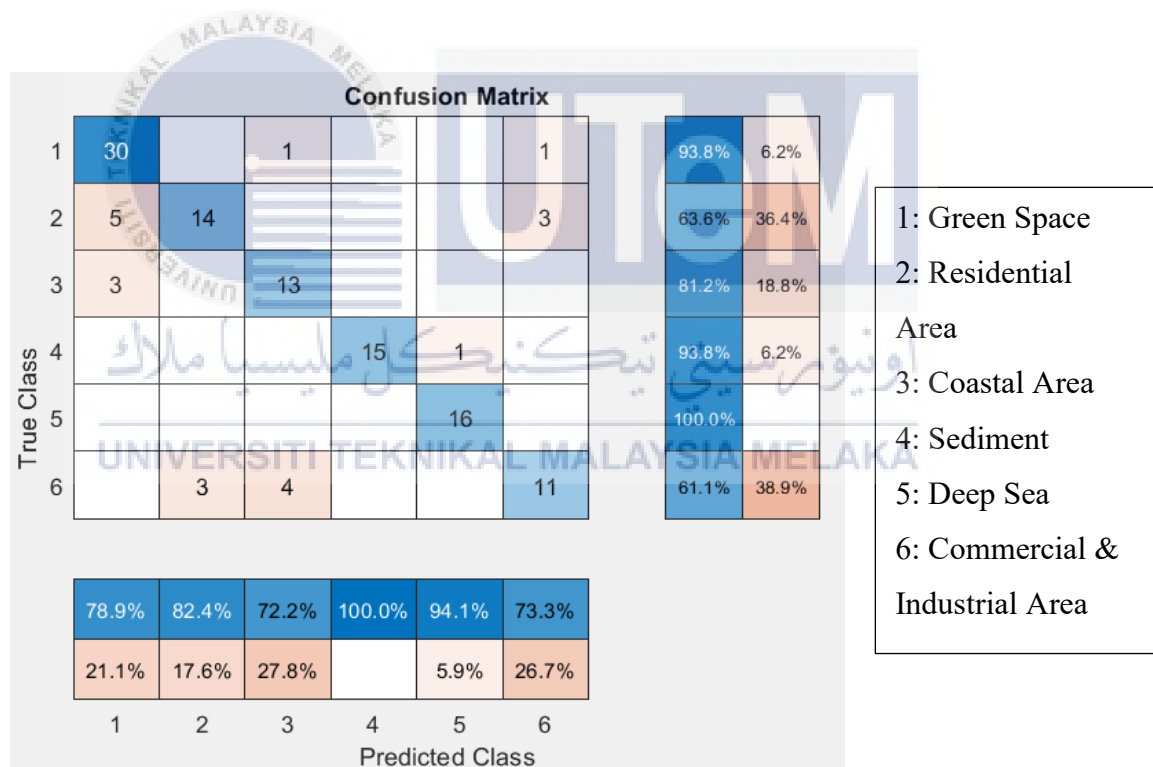 UNIVERSITI TEKNIKAL MALAYSIA MELAKA
UTeM
Confusion Matrix
1 30 1 1 93.8% 6.2%
2 5 14 3 63.6% 36.4%
3 3 13 81.2% 18.8%
4 15 1 93.8% 6.2%
5 16 100.0%
6 3 4 11 61.1% 38.9%
True Class
اونيۏرسيتي تيكنيكل مليسيا ملاك
UNIVERSITI TEKNIKAL MALAYSIA MELAKA
78.9% 82.4% 72.2% 100.0% 94.1% 73.3%
21.1% 17.6% 27.8% 5.9% 26.7%
1 2 3 4 5 6
Predicted Class
1: Green Space
2: Residential
Area
3: Coastal Area
4: Sediment
5: Deep Sea
6: Commercial &
Industrial Area